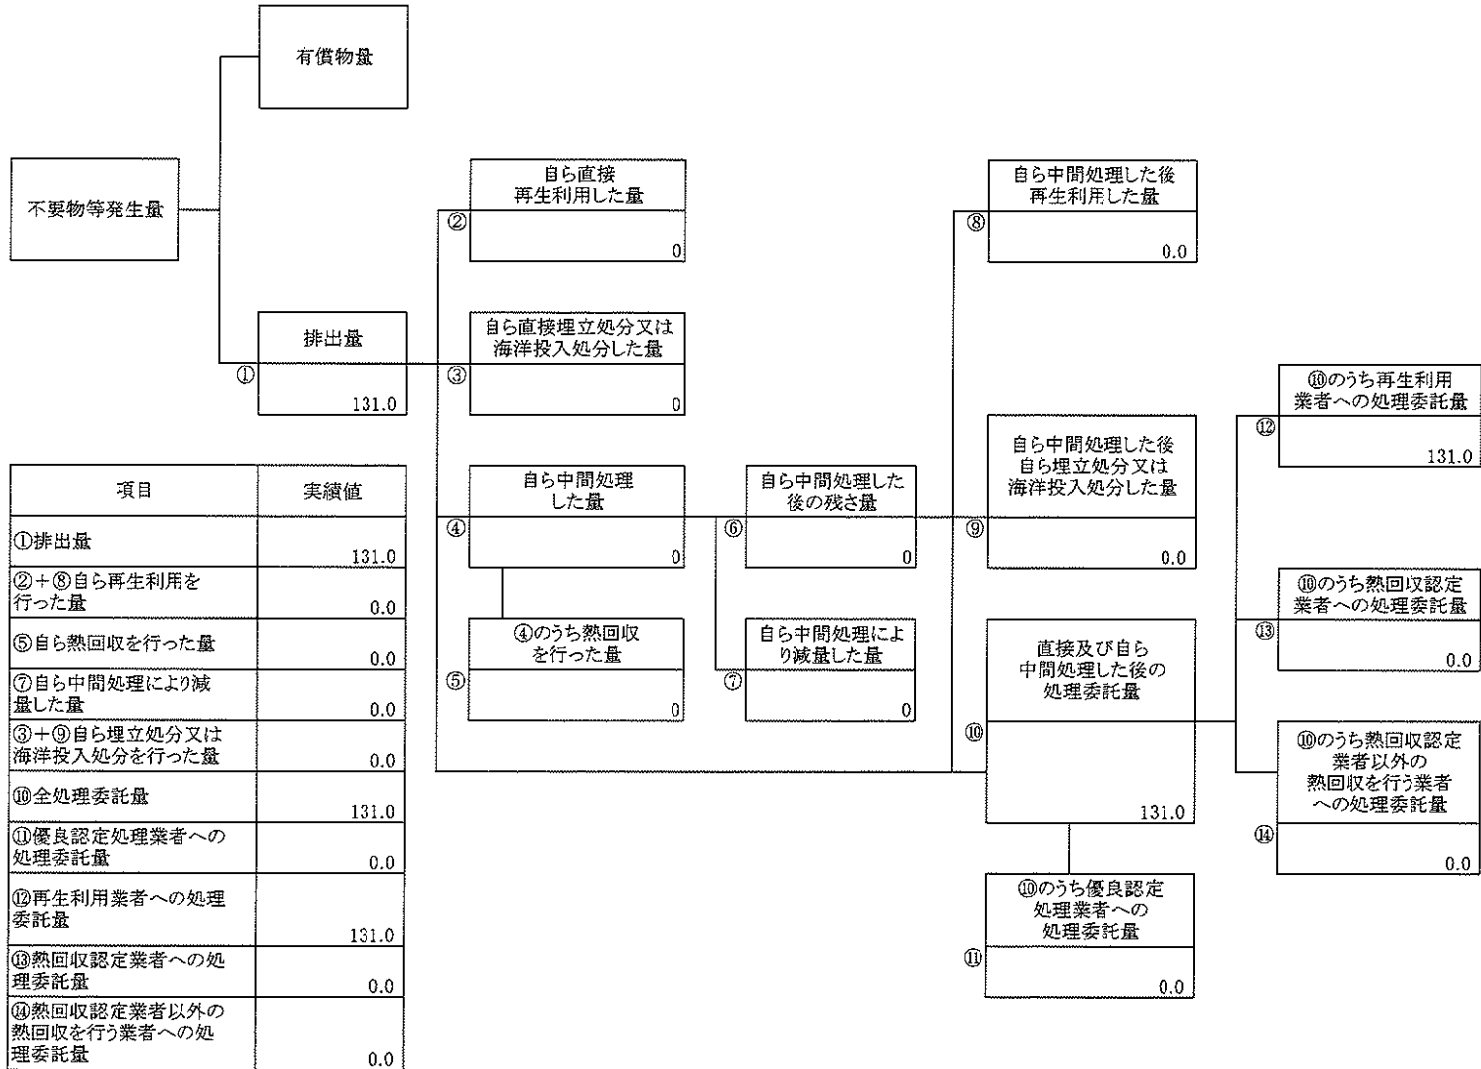 有償物量
不要物等発生量
排出量
①
131.0
自ら直接
再生利用した量
②
0
自ら直接埋立処分又は
海洋投入処分した量
③
0
自ら中間処理
した量
④
0
④のうち熱回収
を行った量
⑤
0
自ら中間処理した
後の残さ量
⑥
0
自ら中間処理によ
り減量した量
⑦
0
自ら中間処理した後
再生利用した量
⑧
0.0
自ら中間処理した後
自ら埋立処分又は
海洋投入処分した量
⑨
0.0
直接及び自ら
中間処理した後の
処理委託量
⑩
131.0
⑩のうち優良認定
処理業者への
処理委託量
⑪
0.0
⑩のうち再生利用
業者への処理委託量
⑫
131.0
⑩のうち熱回収認定
業者への処理委託量
⑬
0.0
⑩のうち熱回収認定
業者以外の
熱回収を行う業者
への処理委託量
⑭
0.0
項目 実績値
①排出量
131.0
②+⑧自ら再生利用を
行った量
0.0
⑤自ら熱回収を行った量
0.0
⑦自ら中間処理により減
量した量
0.0
③+⑨自ら埋立処分又は
海洋投入処分を行った量
0.0
⑩全処理委託量
131.0
⑪優良認定処理業者への
処理委託量
0.0
⑫再生利用業者への処理
委託量
131.0
⑬熱回収認定業者への処
理委託量
0.0
⑭熱回収認定業者以外の
熱回収を行う業者への処
理委託量
0.0